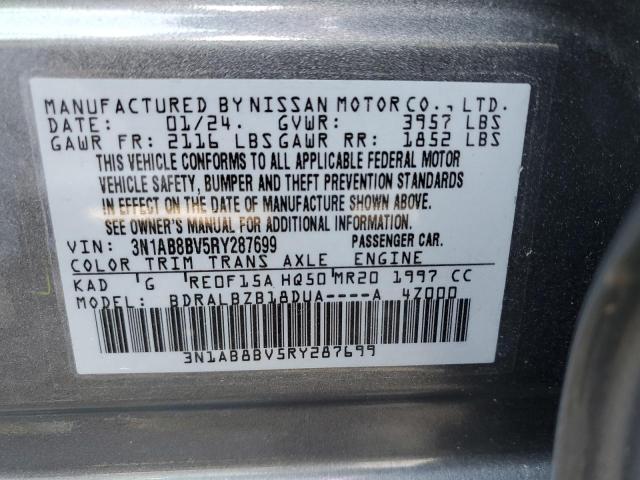 MANUFACTURED BY NISSAN MOTOR CO., LTD.
DATE: 01/24. GVWR: 3957 LBS
GAWR FR: 2116 LBS GAWR RR: 1852 LBS
THIS VEHICLE CONFORMS TO ALL APPLICABLE FEDERAL MOTOR
VEHICLE SAFETY, BUMPER AND THEFT PREVENTION STANDARDS
IN EFFECT ON THE DATE OF MANUFACTURE SHOWN ABOVE.
SEE OWNER'S MANUAL FOR ADDITIONAL INFORMATION.
VIN: 3N1AB8BV5RY287699 PASSENGER CAR.
COLOR TRIM TRANS AXLE ENGINE
KAD G RE0F15A HQ50 MR20 1997 CC
MODEL: BDRALBZB18DUA----A 4Z000
3N1AB8BV5RY287699